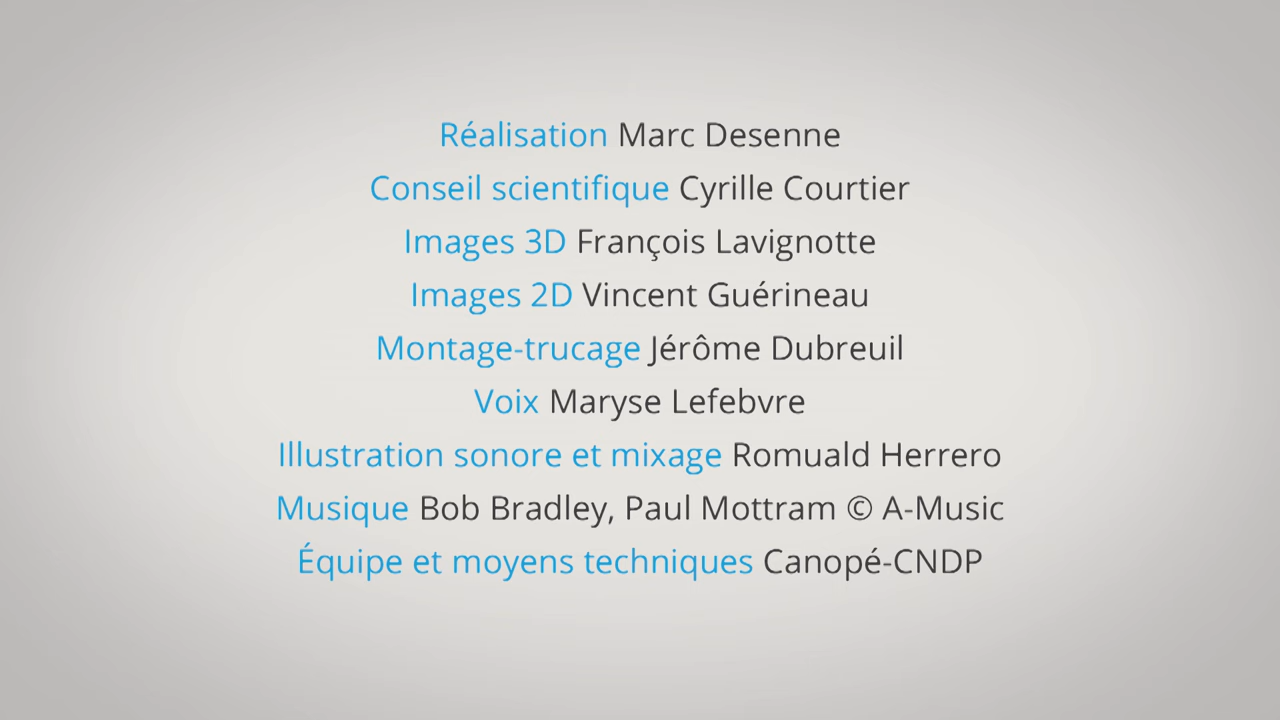 Réalisation Marc Desenne
Conseil scientifique Cyrille Courtier
Images 3D François Lavignotte
Images 2D Vincent Guérineau
Montage-trucage Jérôme Dubreuil
Voix Maryse Lefebvre
Illustration sonore et mixage Romuald Herrero
Musique Bob Bradley, Paul Mottram © A-Music
Équipe et moyens techniques Canopé-CNDP